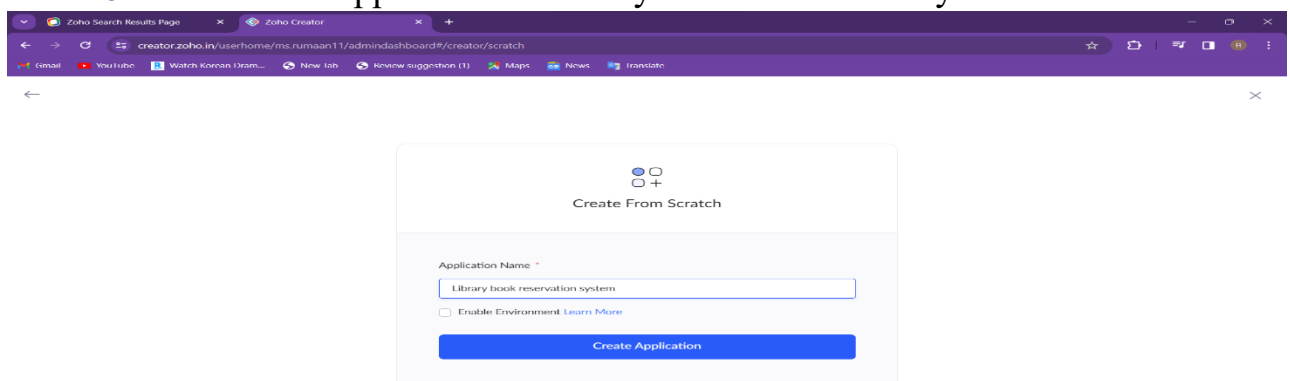 Zoho Search Results Page
Zoho Creator
creator.zoho.in/userhome/ms.rumaan11/admindashboard#/creator/scratch
Gmail YouTube Watch Korean Dram... New Tab Review suggestion (1) Maps News Translate
Create From Scratch
Application Name *
Library book reservation system
Enable Environment Learn More
Create Application